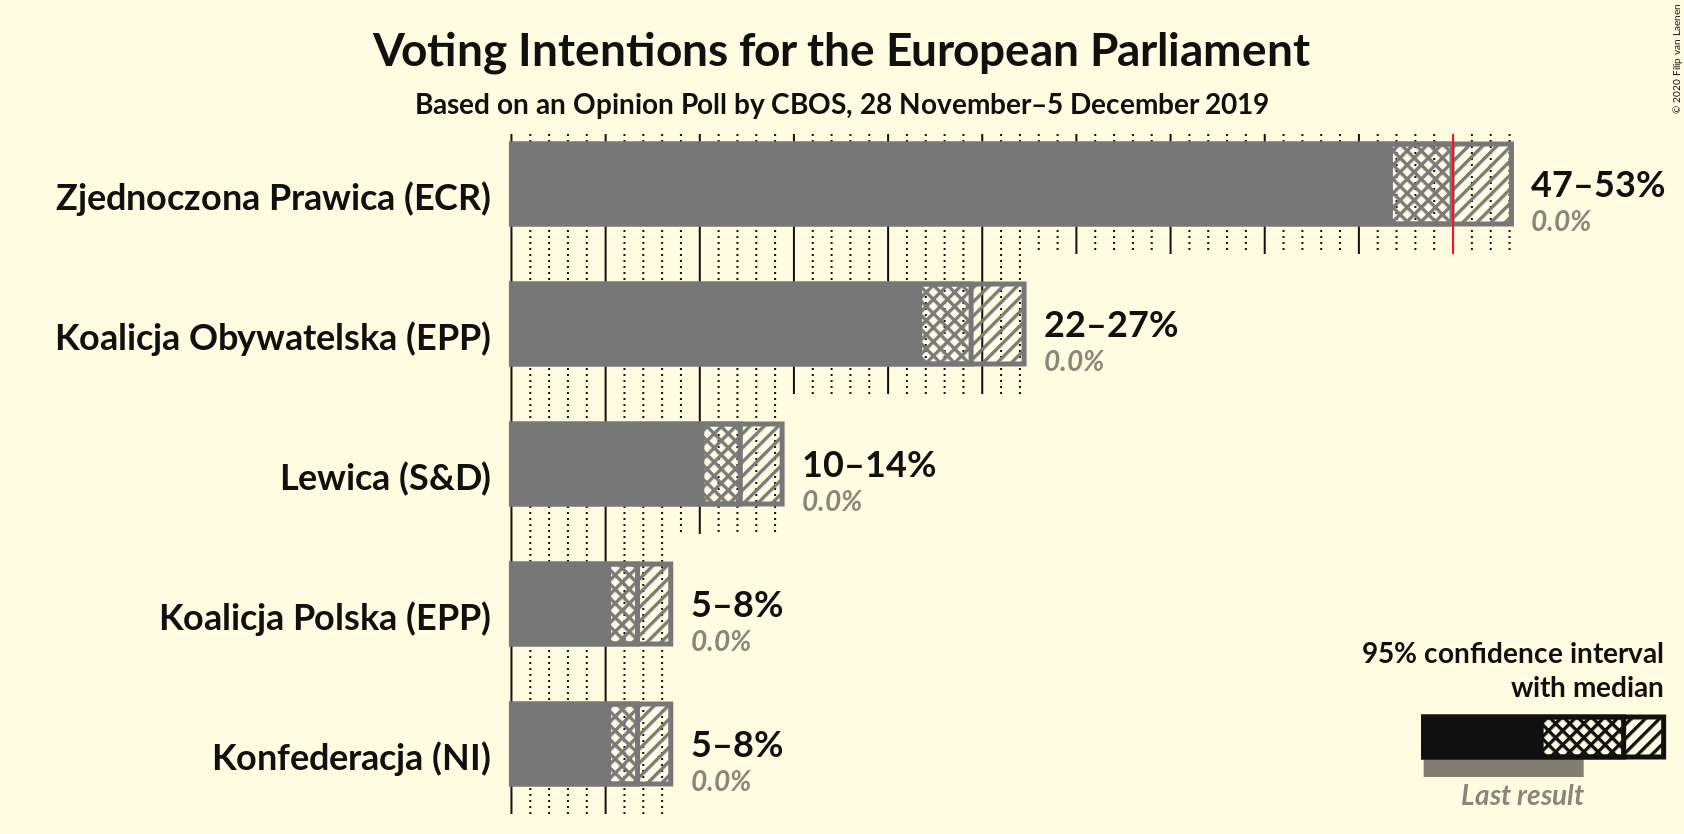 Voting Intentions for the European Parliament
Based on an Opinion Poll by CBOS, 28 November–5 December 2019
© 2020 Filip van Laenen
Zjednoczona Prawica (ECR)
47–53%
0.0%
Koalicja Obywatelska (EPP)
22–27%
0.0%
Lewica (S&D)
10–14%
0.0%
Koalicja Polska (EPP)
5–8%
0.0%
Konfederacja (NI)
5–8%
0.0%
95% confidence interval
with median
Last result